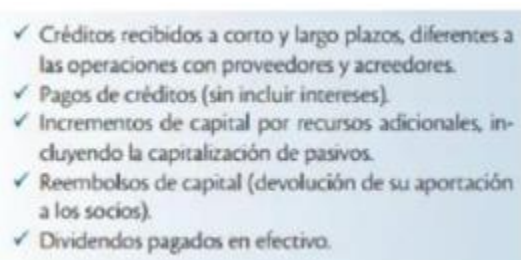 ✓ Créditos recibidos a corto y largo plazos, diferentes a
las operaciones con proveedores y acreedores.
✓ Pagos de créditos (sin incluir intereses).
✓ Incrementos de capital por recursos adicionales, in-
cluyendo la capitalización de pasivos.
✓ Reembolsos de capital (devolución de su aportación
a los socios).
✓ Dividendos pagados en efectivo.